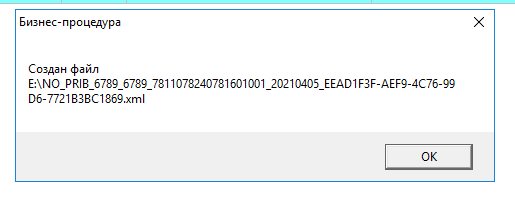 Бизнес-процедура
Создан файл
E:\NO_PRIB_6789_6789_7811078240781601001_20210405_EEAD1F3F-AEF9-4C76-99
D6-7721B3BC1869.xml
OK